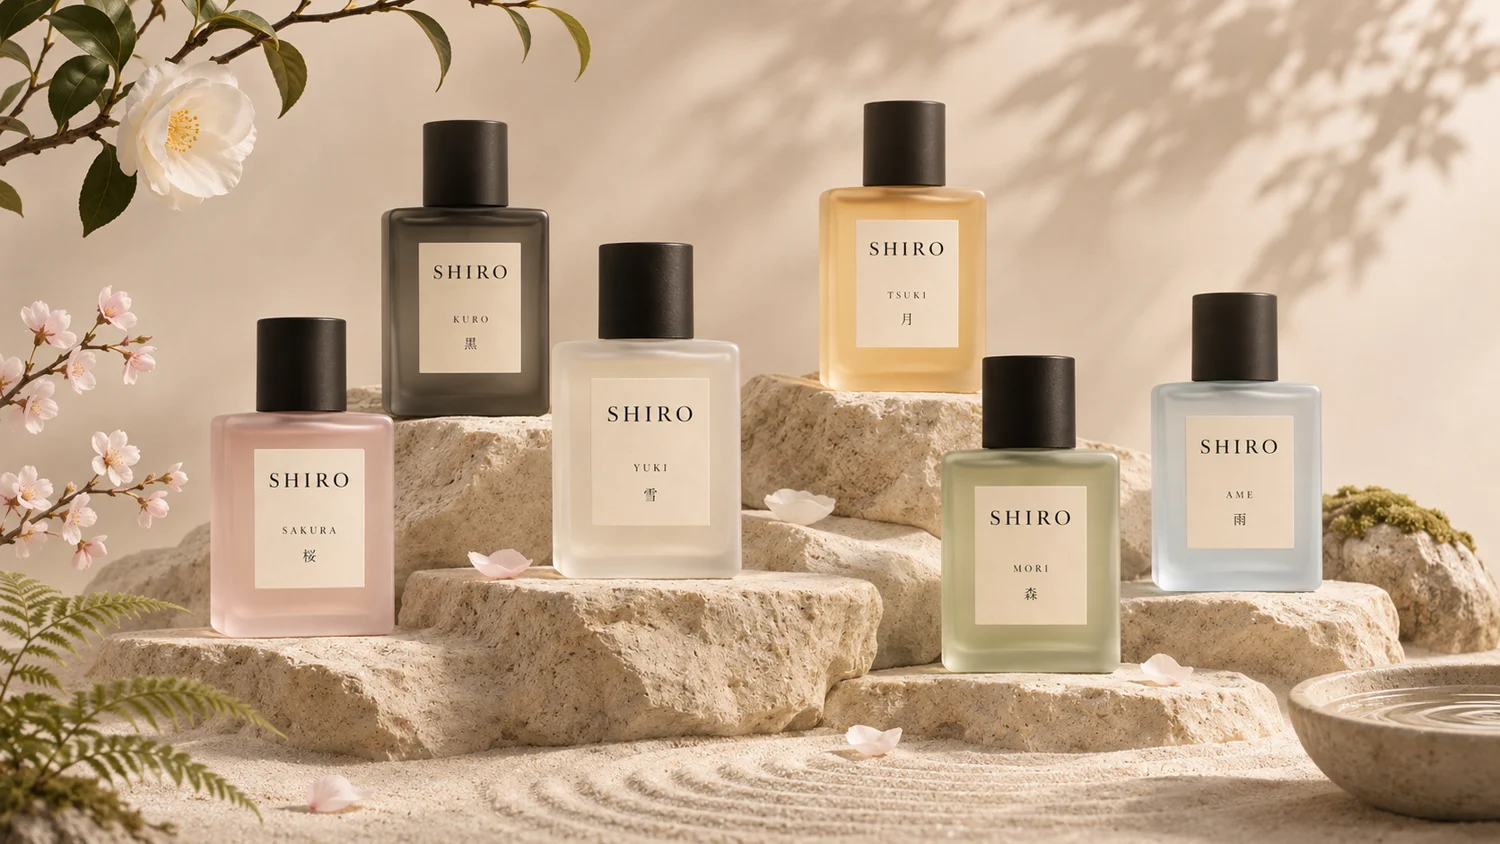 SHIRO
SAKURA
桜
SHIRO
KURO
黒
SHIRO
YUKI
雪
SHIRO
TSUKI
月
SHIRO
MORI
森
SHIRO
AME
雨